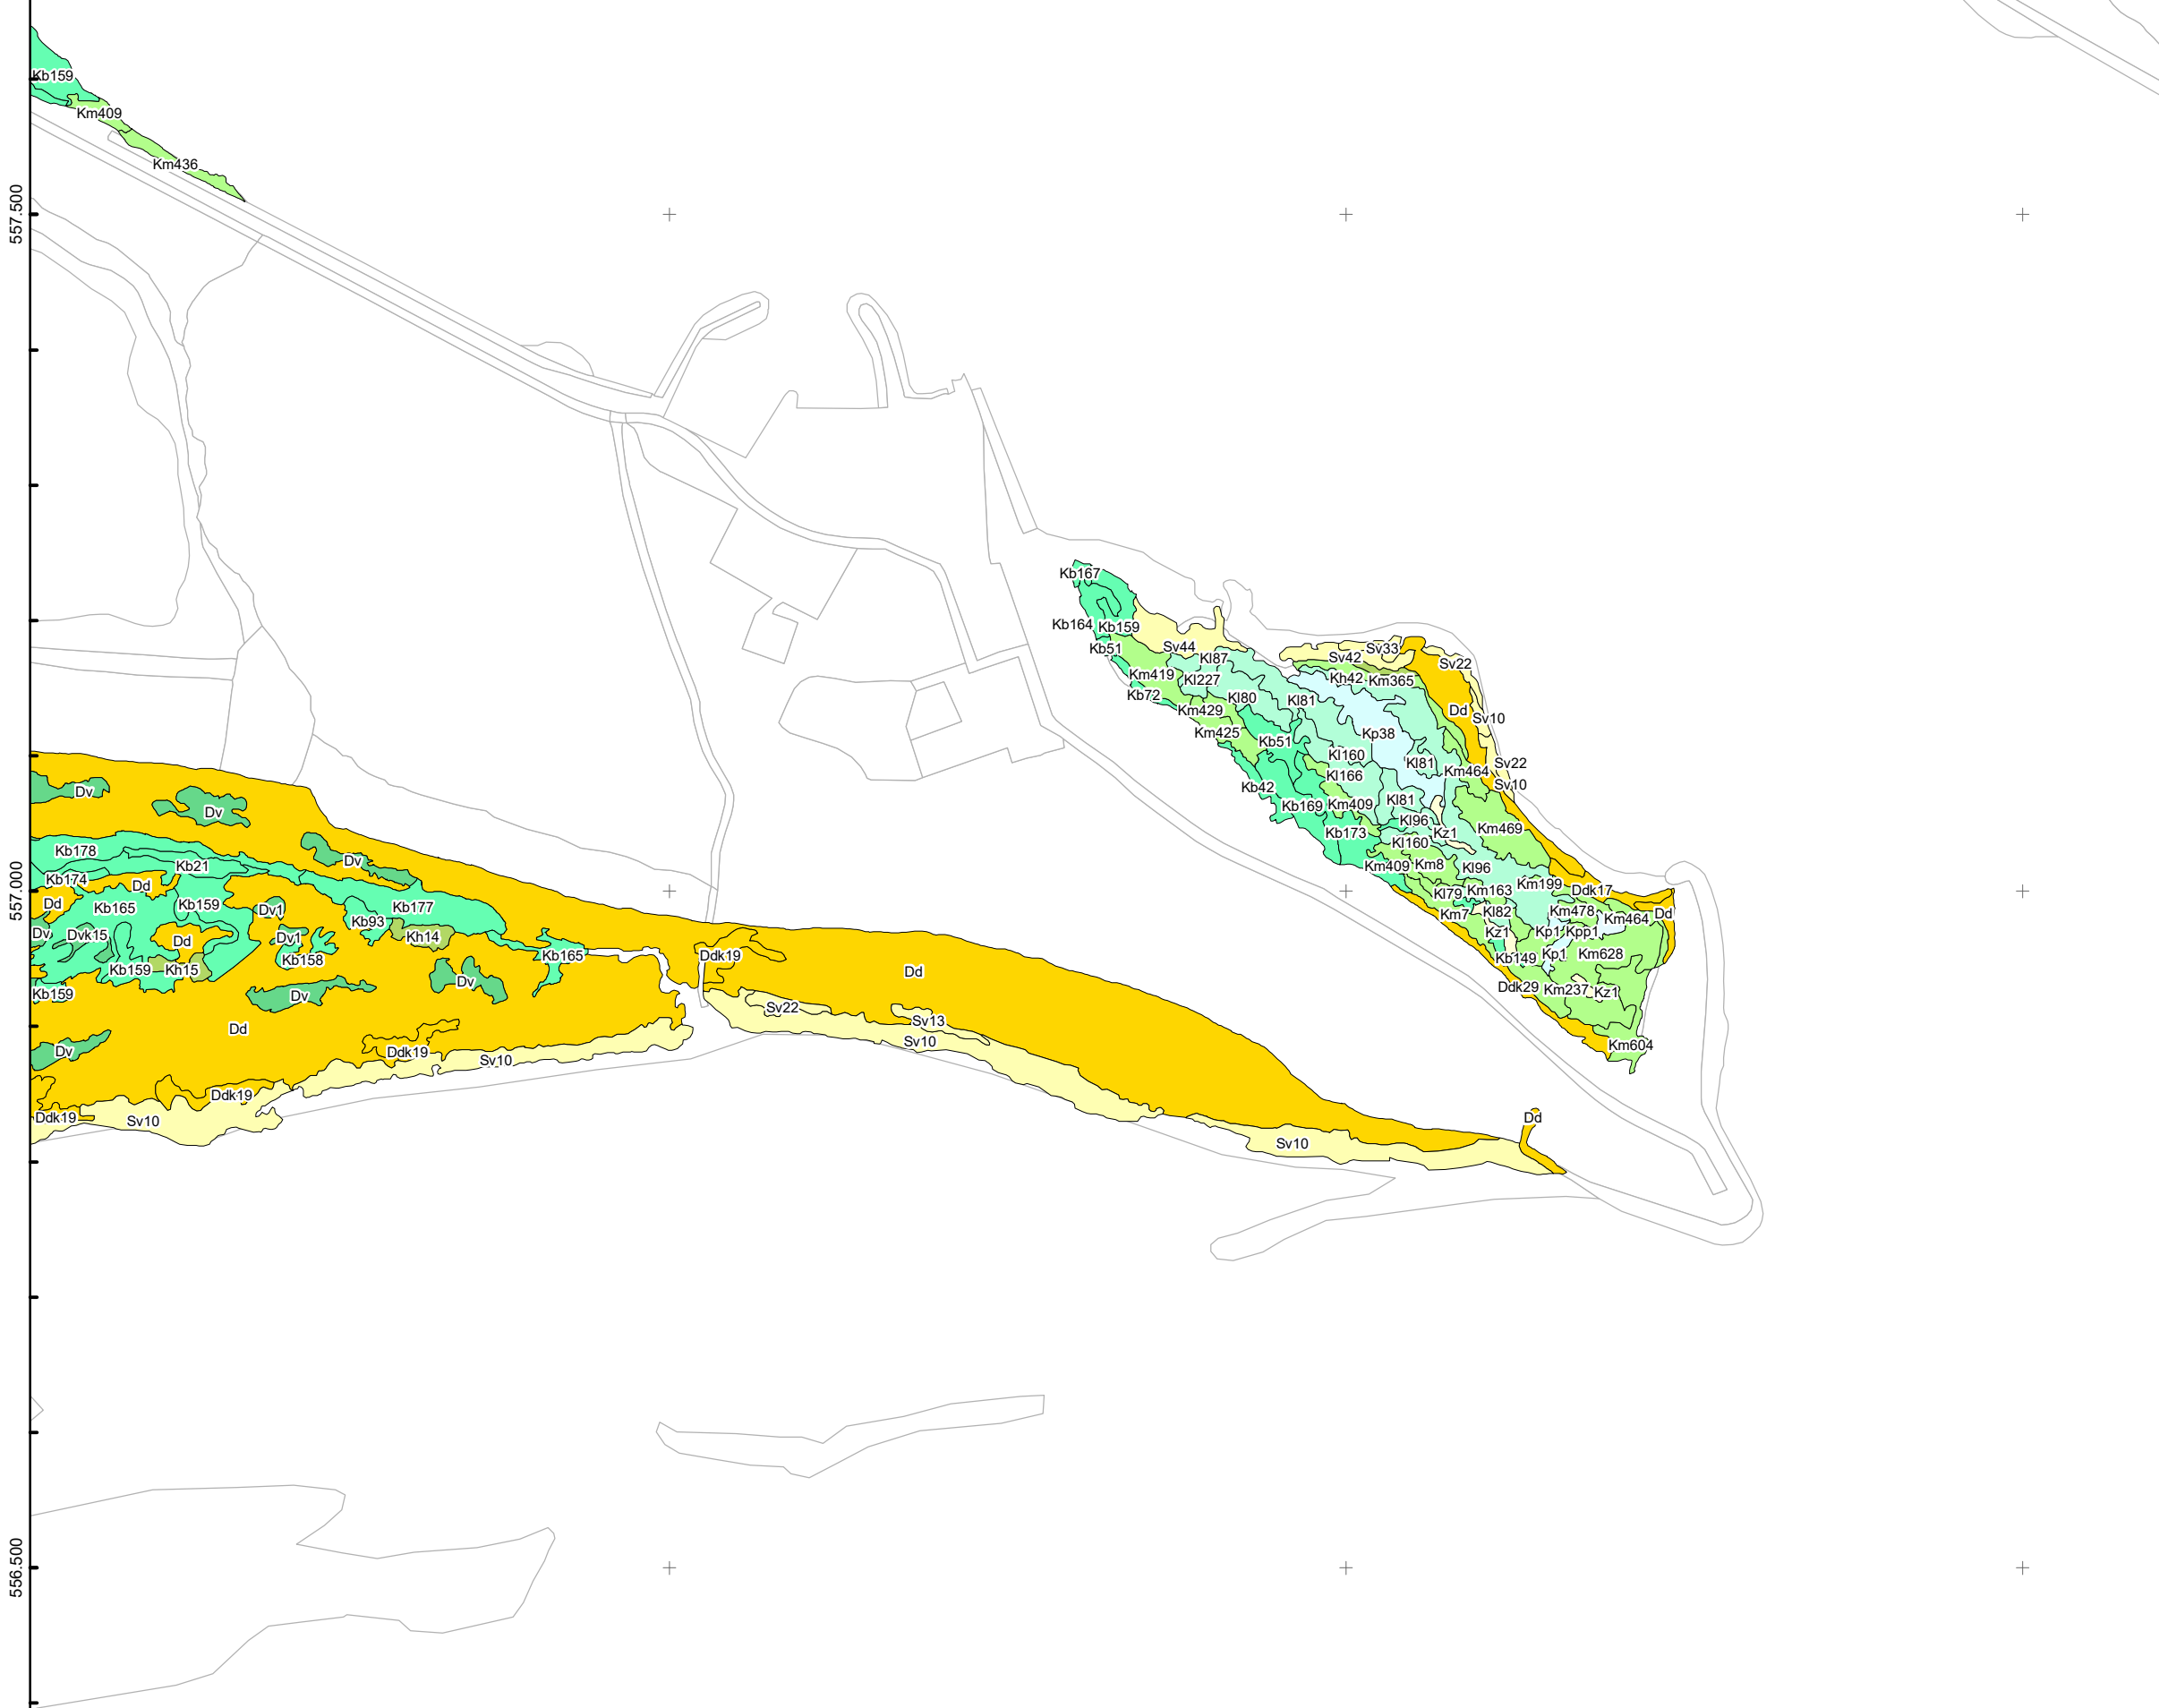 Kb159
Km409
Km436
557.500
Kb167
Kb164
Kb159
Kb51
Sv44
Kl87
Sv33
Sv42
Sv22
Km419
Kl227
Kh42
Km365
Kb72
Kl80
Kl81
Km429
Dd
Sv10
Km425
Kb51
Kp38
Kl160
Kl81
Sv22
Km464
Kl166
Sv10
Kb42
Kb169
Km409
Kl81
Kl96
Km469
Kb173
Kz1
Kl160
Km409
Km8
Kl96
Km199
Ddk17
Kl79
Km163
Km7
Kl82
Km478
Km464
Dd
Kz1
Kp1
Kpp1
Kb149
Kp1
Km628
Ddk29
Km237
Kz1
Km604
Dv
Dv
Kb178
Dv
Kb21
Kb174
Dd
557.000
Dd
Kb165
Kb159
Dv1
Kb177
Kb93
Dv
Dvk15
Dd
Dv1
Kh14
Kb158
Kb165
Ddk19
Kb159
Kh15
Dd
Kb159
Dv
Dv
Sv22
Sv13
Dd
Sv10
Dv
Ddk19
Sv10
Ddk19
Ddk19
Sv10
Dd
Sv10
556.500